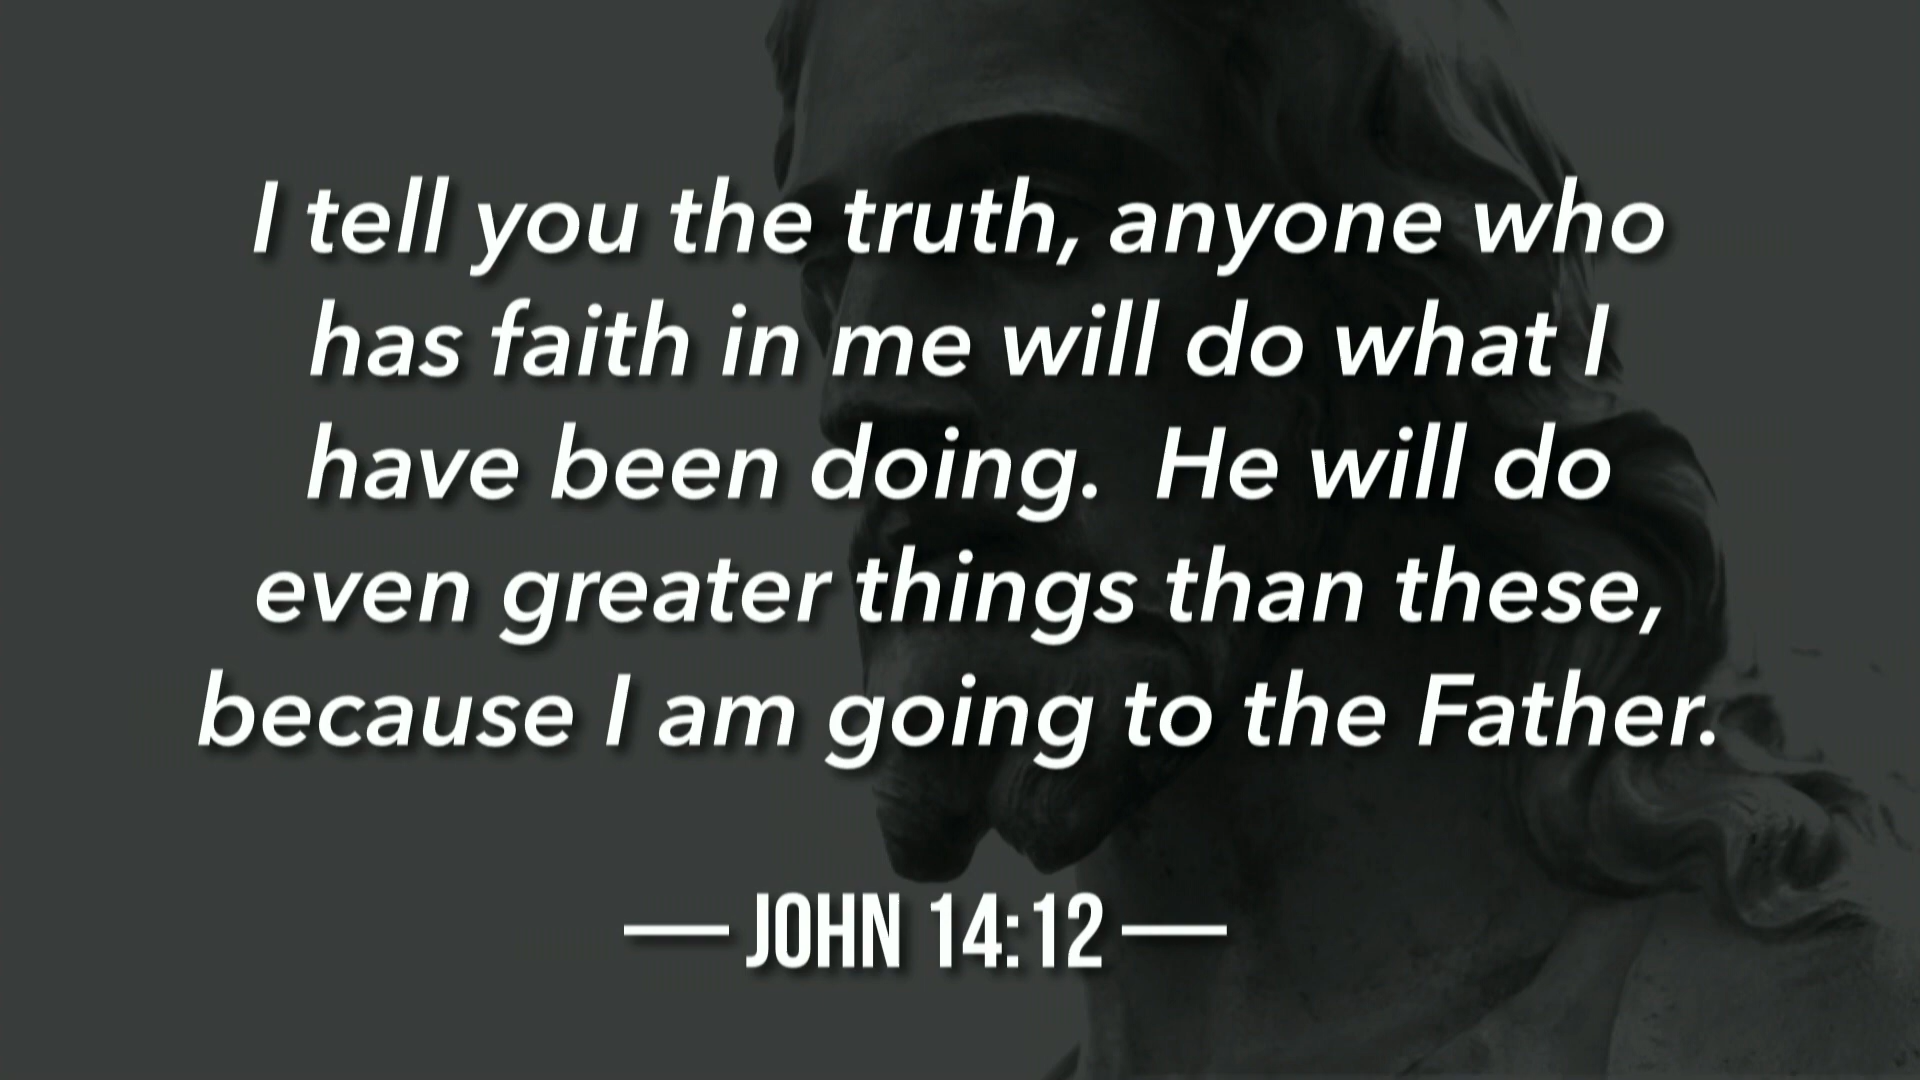 I tell you the truth, anyone who
has faith in me will do what I
have been doing.  He will do
even greater things than these,
because I am going to the Father.
— JOHN 14:12 —